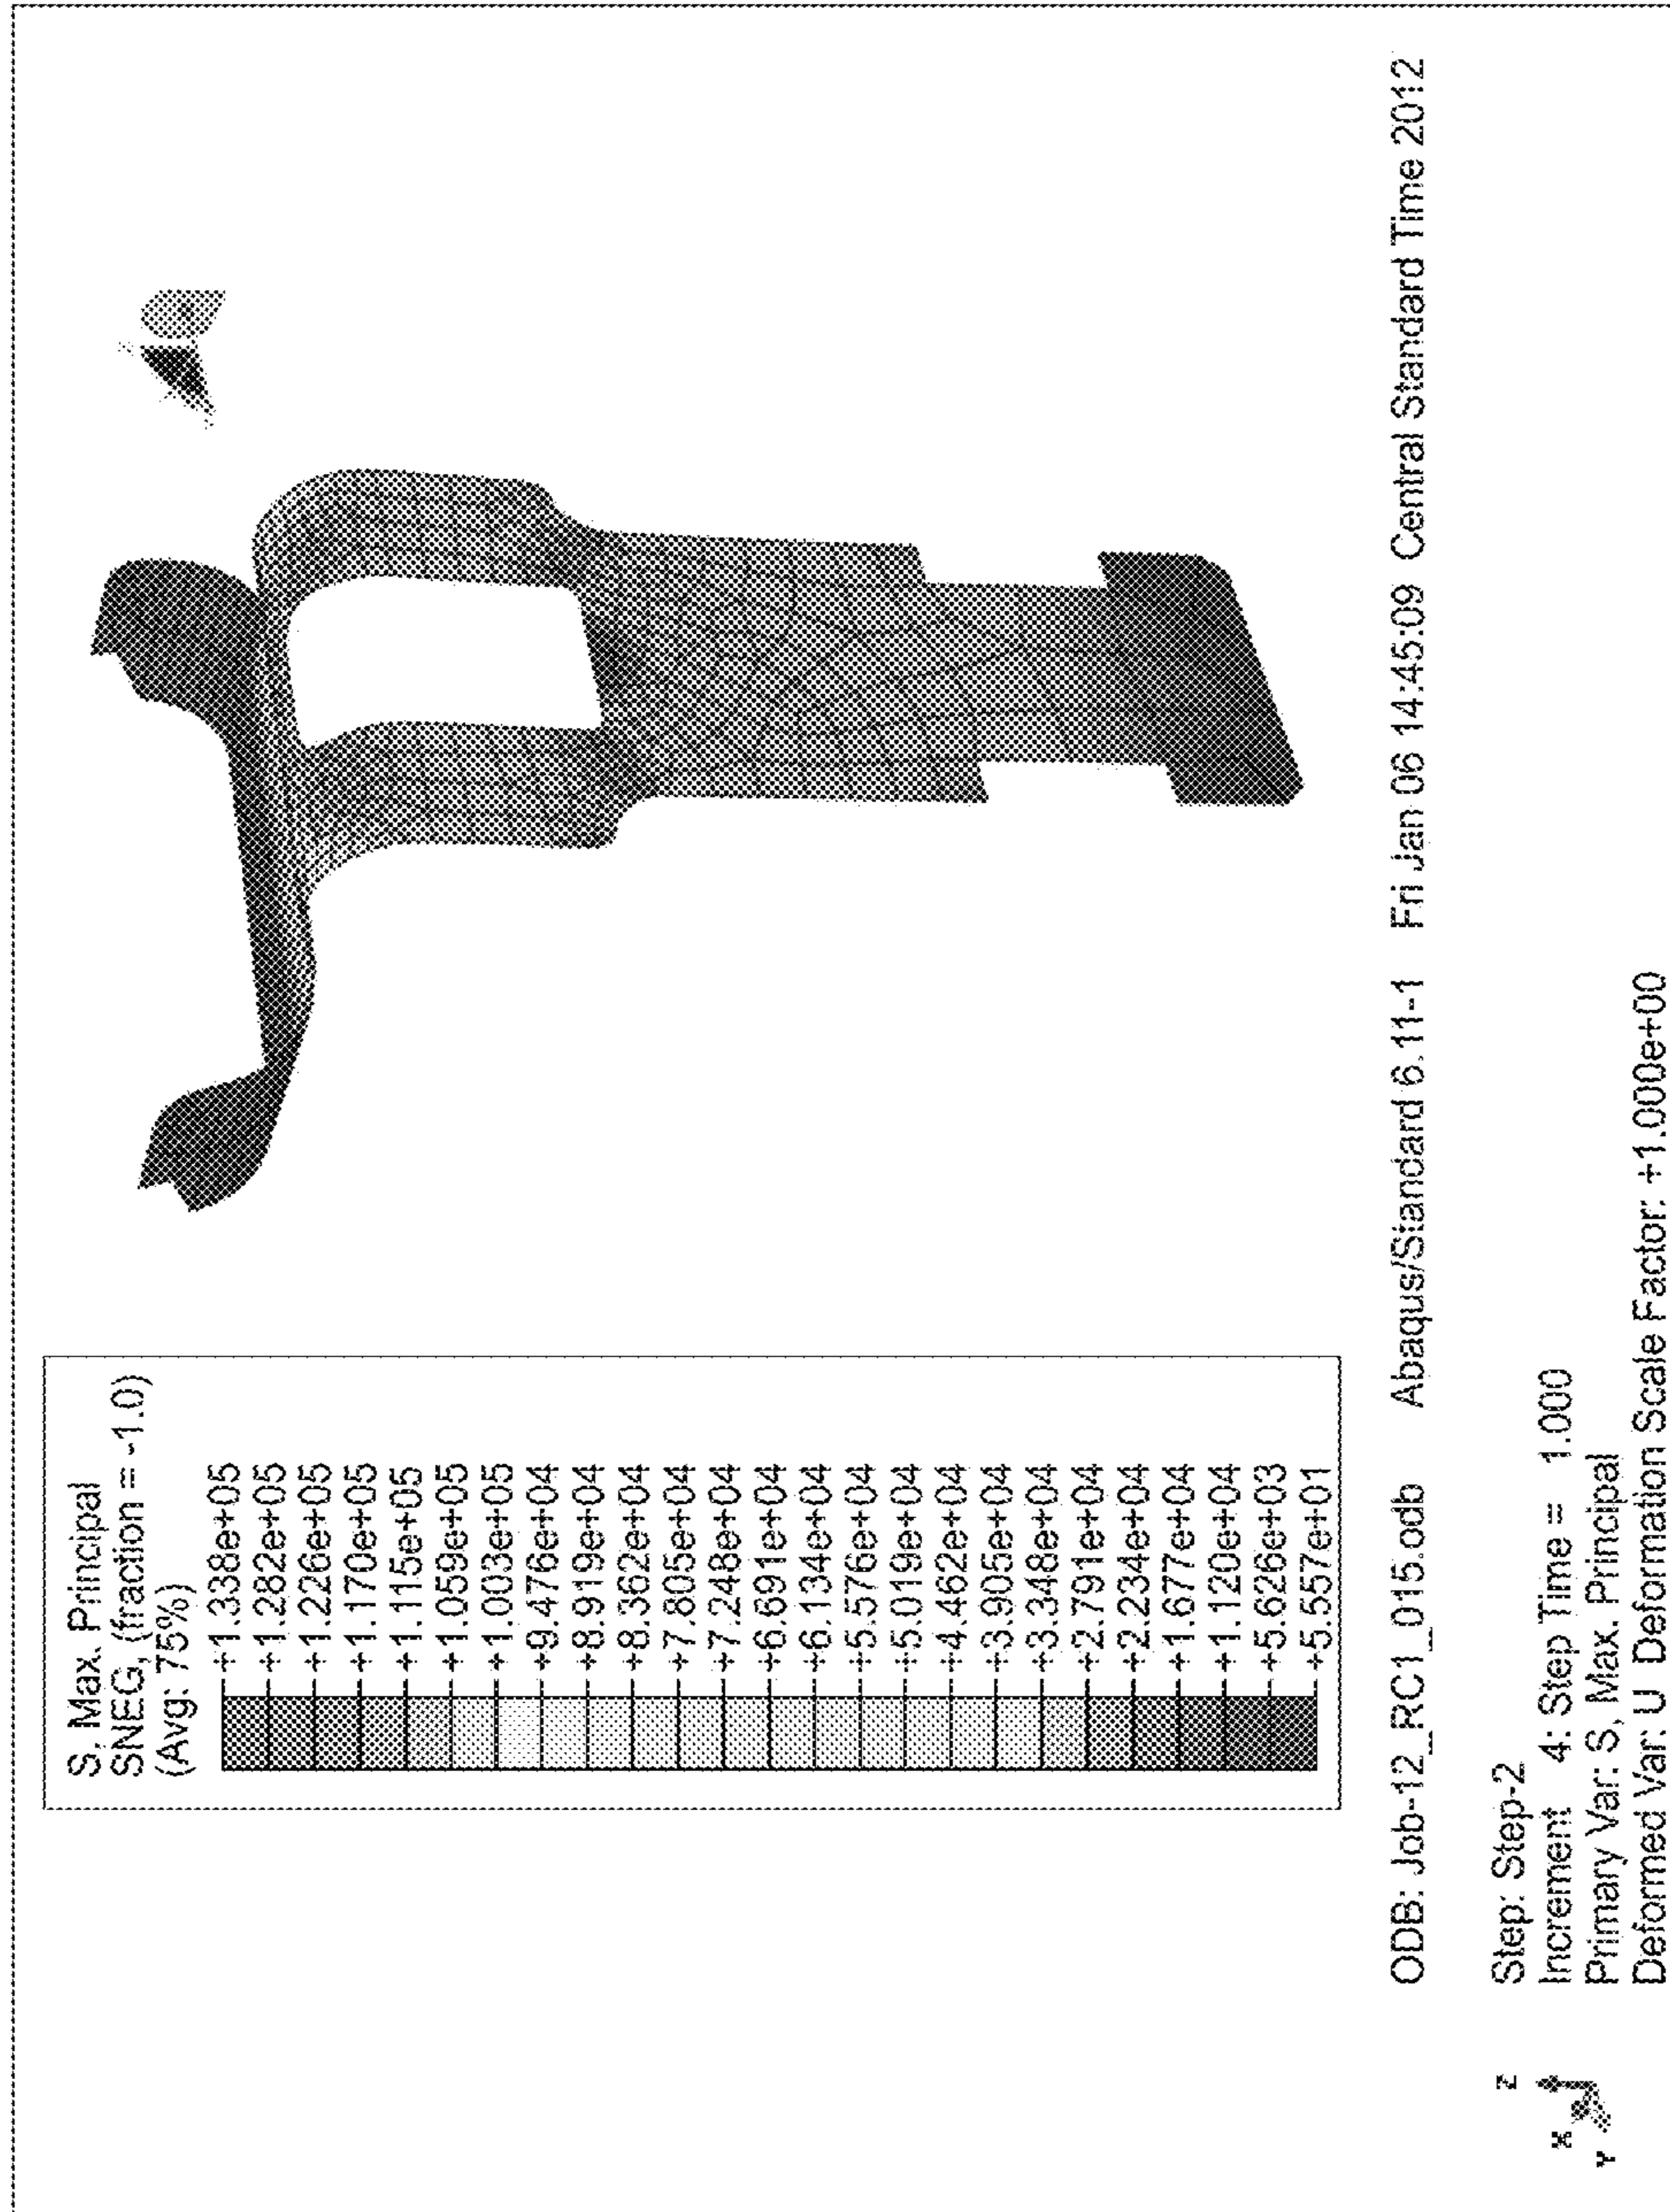 S, Max. Principal
SNEG, (fraction = -1.0)
(Avg: 75%)
+1.338e+05
+1.282e+05
+1.226e+05
+1.170e+05
+1.115e+05
+1.059e+05
+1.003e+05
+9.476e+04
+8.919e+04
+8.362e+04
+7.805e+04
+7.248e+04
+6.691e+04
+6.134e+04
+5.576e+04
+5.019e+04
+4.462e+04
+3.905e+04
+3.348e+04
+2.791e+04
+2.234e+04
+1.677e+04
+1.120e+04
+5.626e+03
+5.557e+01
ODB: Job-12_RC1_015.odb Abaqus/Standard 6.11-1 Fri Jan 06 14:45:09 Central Standard Time 2012
Step: Step-2
Increment 4: Step Time = 1.000
Primary Var: S, Max. Principal
Deformed Var: U Deformation Scale Factor: +1.000e+00
Z
X
Y